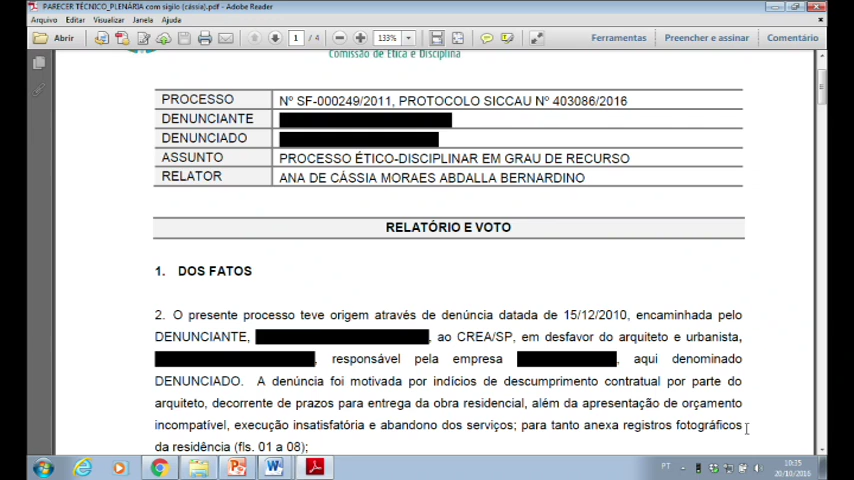 PARECER TÉCNICO_PLENÁRIA com sigilo (cássia).pdf - Adobe Reader
Arquivo Editar Visualizar Janela Ajuda
Abrir 1 / 4 133% Ferramentas Preencher e assinar Comentário
Comissão de Ética e Disciplina
PROCESSO Nº SF-000249/2011, PROTOCOLO SICCAU Nº 403086/2016
DENUNCIANTE
DENUNCIADO
ASSUNTO PROCESSO ÉTICO-DISCIPLINAR EM GRAU DE RECURSO
RELATOR ANA DE CÁSSIA MORAES ABDALLA BERNARDINO
RELATÓRIO E VOTO
1. DOS FATOS
2. O presente processo teve origem através de denúncia datada de 15/12/2010, encaminhada pelo
DENUNCIANTE, , ao CREA/SP, em desfavor do arquiteto e urbanista,
, responsável pela empresa , aqui denominado
DENUNCIADO. A denúncia foi motivada por indícios de descumprimento contratual por parte do
arquiteto, decorrente de prazos para entrega da obra residencial, além da apresentação de orçamento
incompatível, execução insatisfatória e abandono dos serviços; para tanto anexa registros fotográficos
da residência (fls. 01 a 08);
PT 10:35
20/10/2016